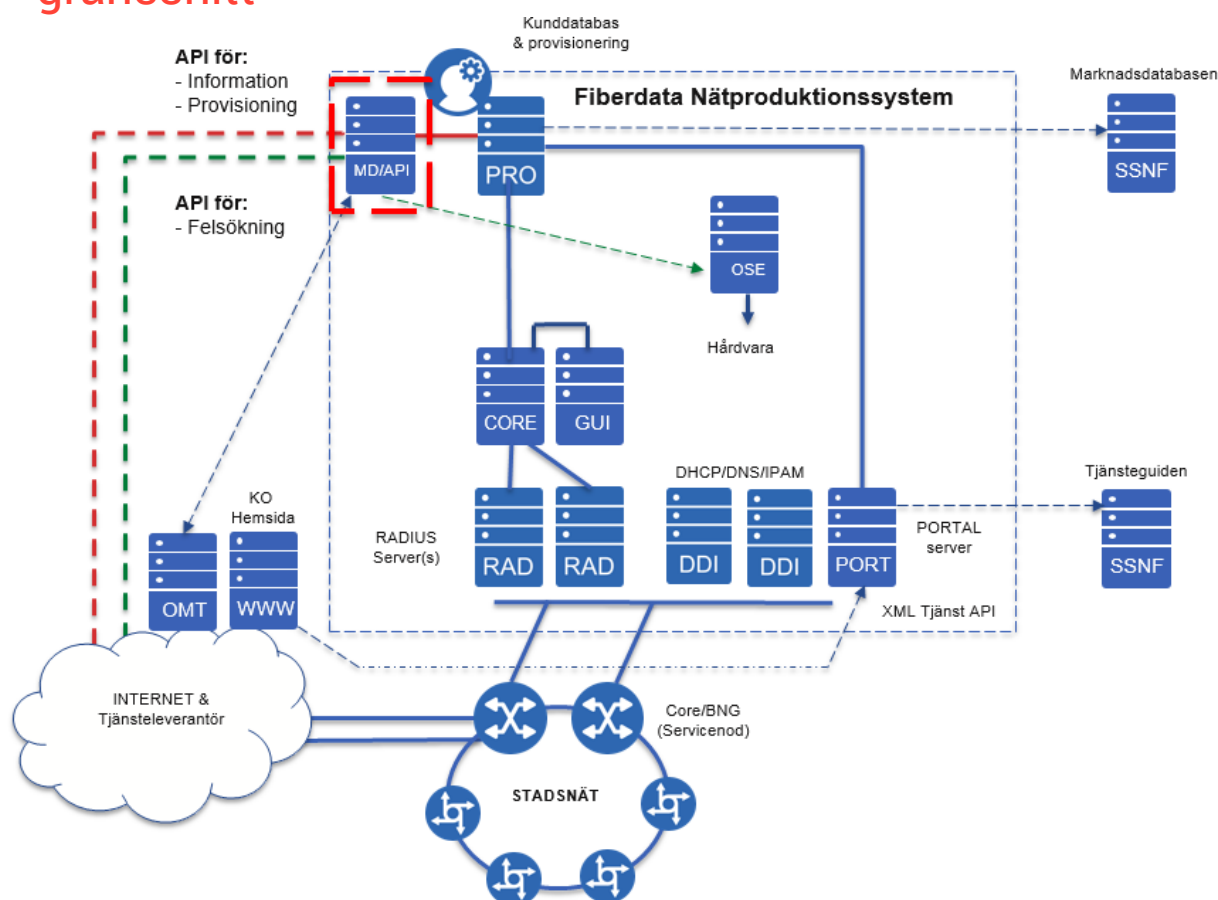 gränssnitt
Kunddatabas
& provisionering
API för:
- Information
- Provisioning
Fiberdata Nätproduktionssystem
Marknadsdatabasen
MD/API
PRO
SSNF
API för:
- Felsökning
OSE
Hårdvara
CORE
GUI
DHCP/DNS/IPAM
Tjänsteguiden
KO
Hemsida
RADIUS
Server(s)
RAD
RAD
DDI
DDI
PORT
PORTAL
server
SSNF
OMT
WWW
XML Tjänst API
INTERNET &
Tjänsteleverantör
Core/BNG
(Servicenod)
STADSNÄT